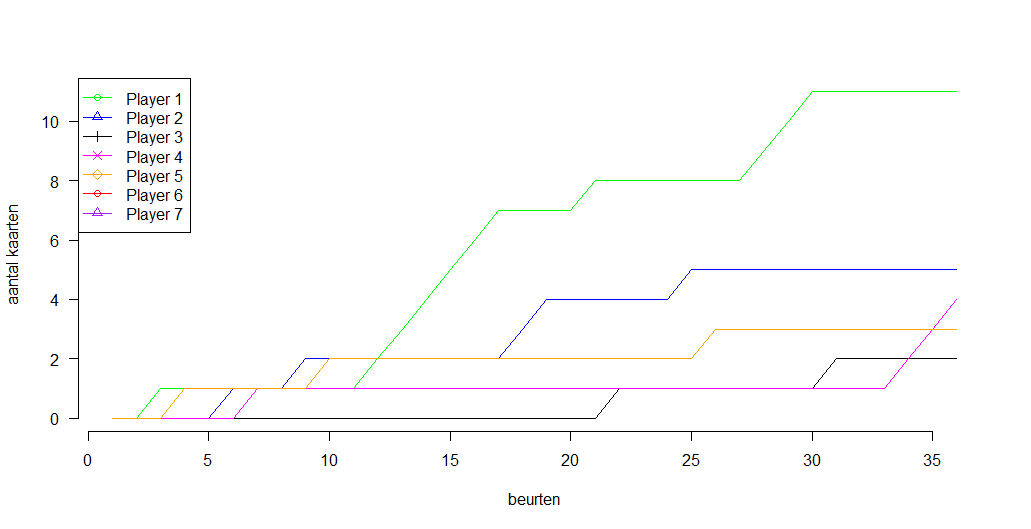 Player 1
Player 2
Player 3
Player 4
Player 5
Player 6
Player 7
aantal kaarten
10
8
6
4
2
0
0 5 10 15 20 25 30 35
beurten